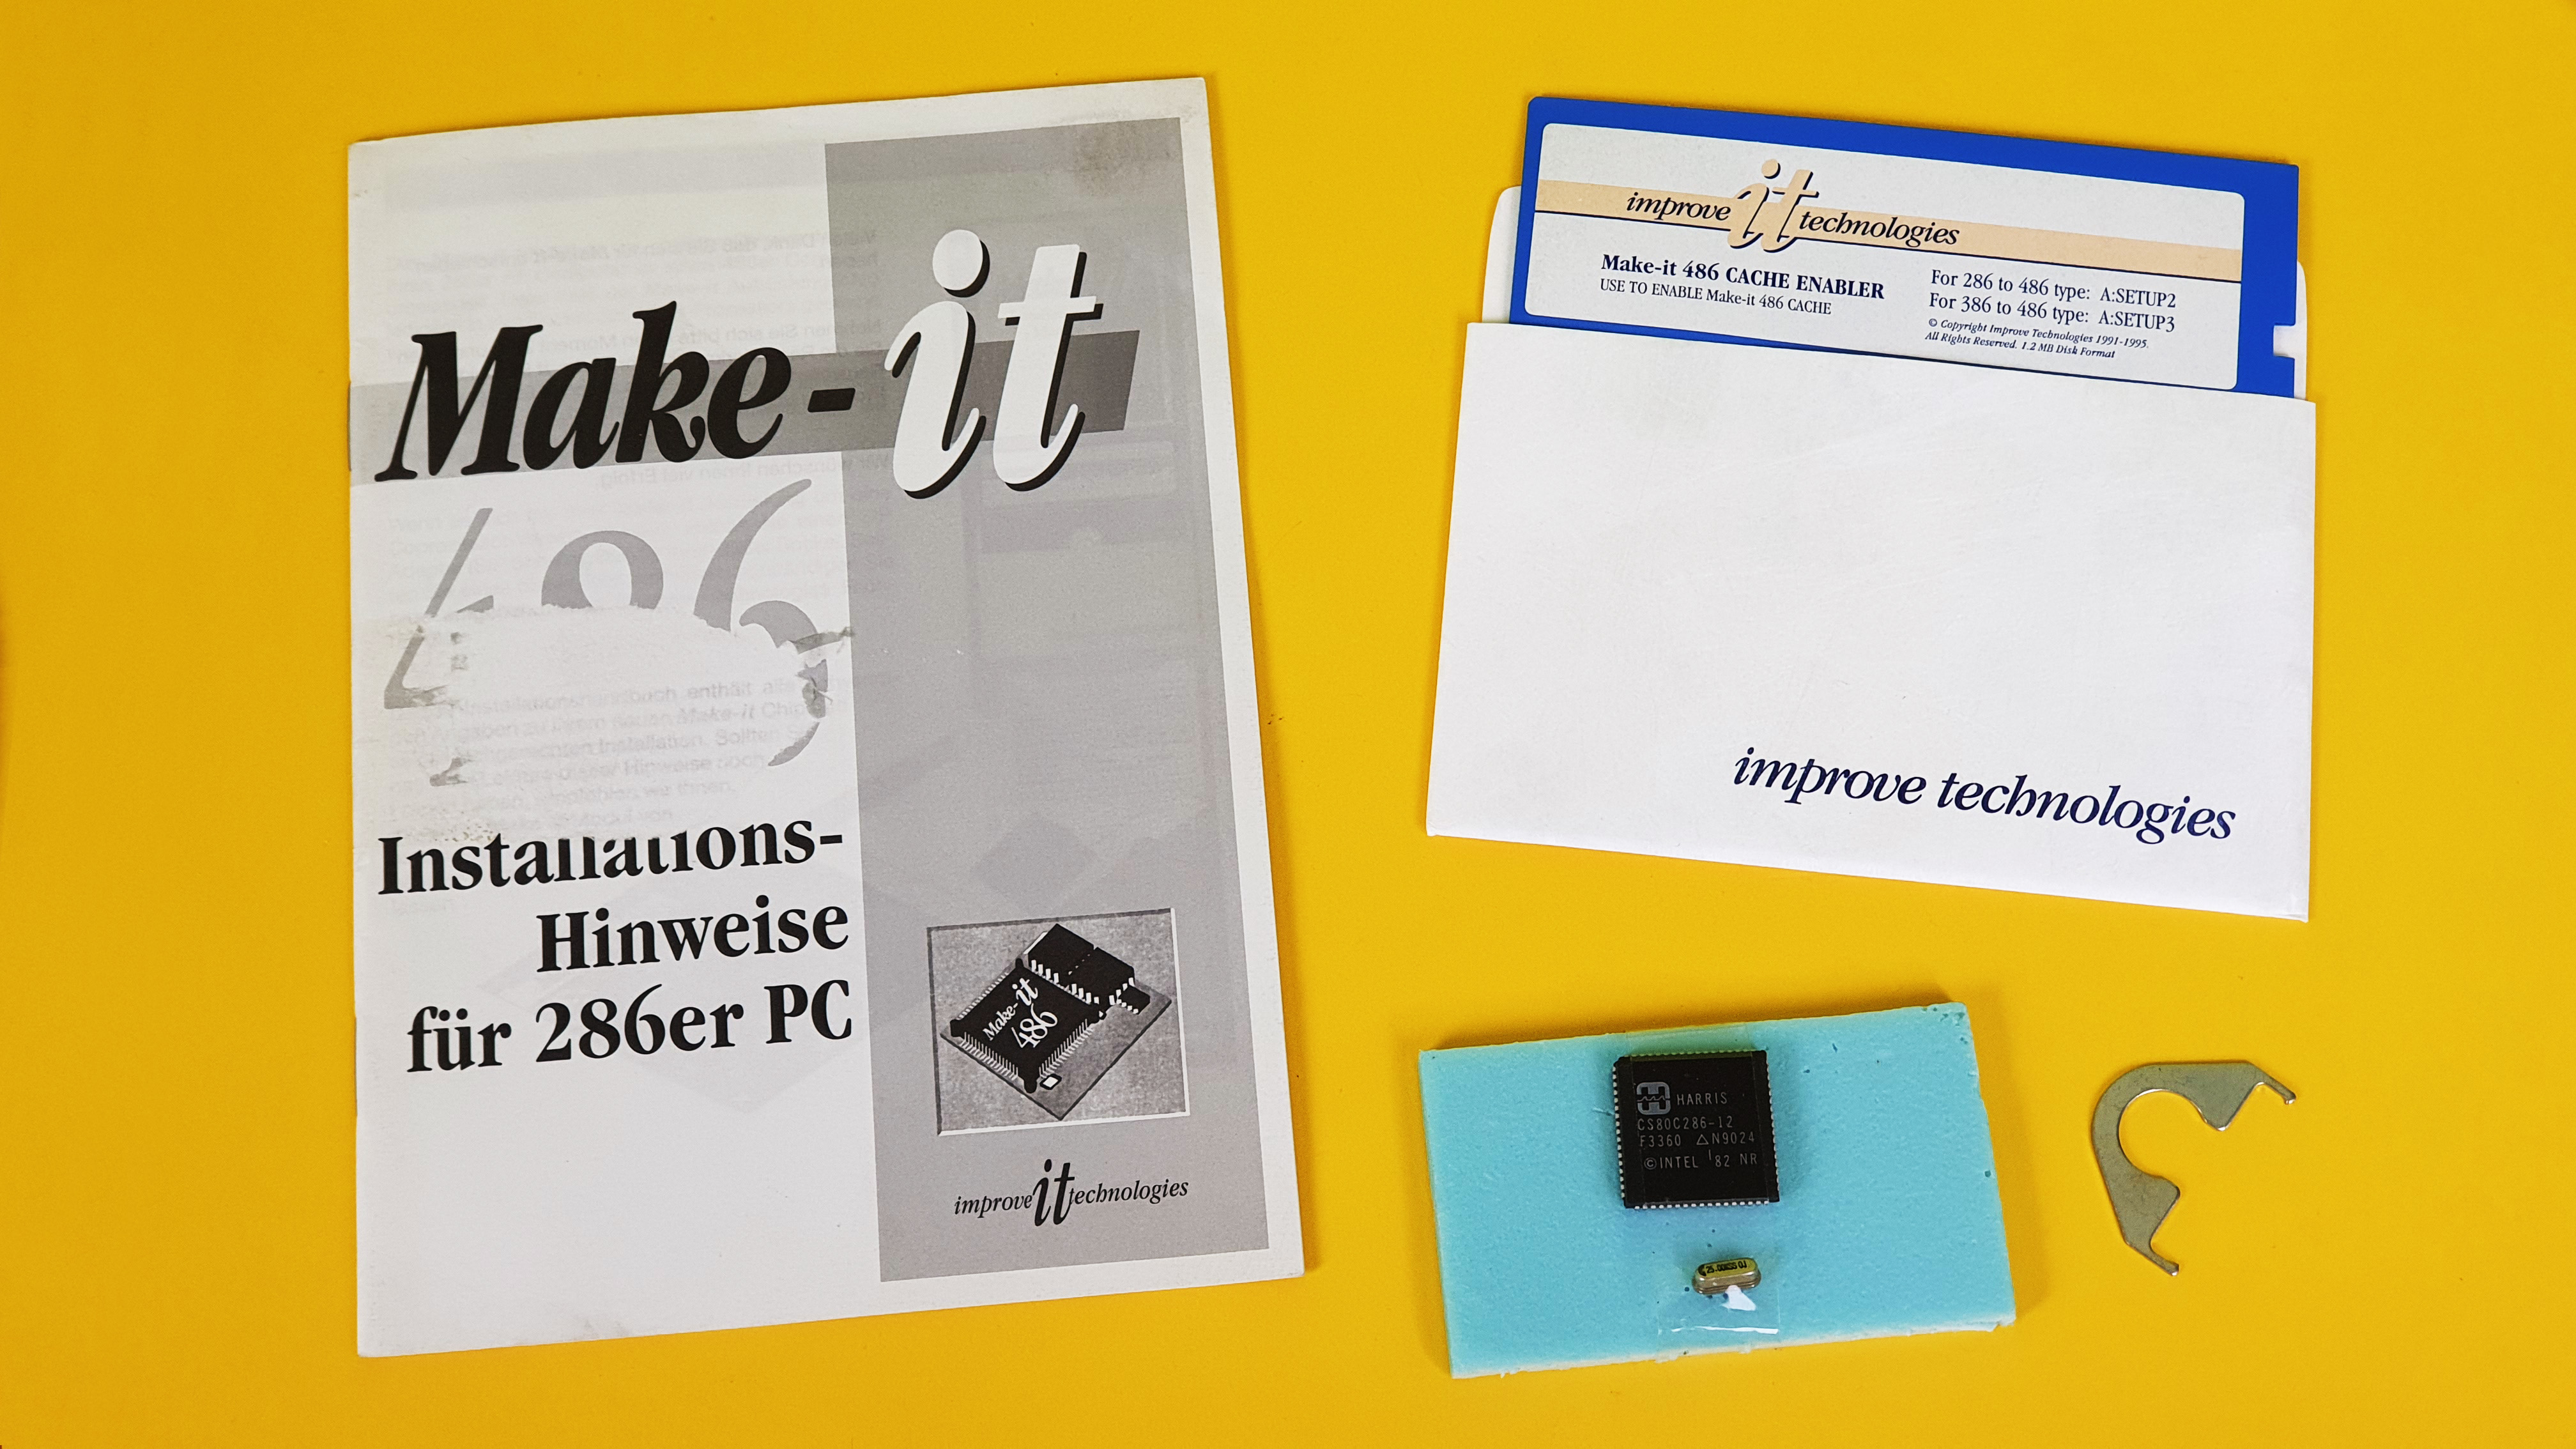 Make-it
486
Installations-
Hinweise
für 286er PC
Make-it
486
improve it technologies
improve it technologies
Make-it 486 CACHE ENABLER
USE TO ENABLE Make-it 486 CACHE
For 286 to 486 type: A:SETUP2
For 386 to 486 type: A:SETUP3
© Copyright Improve Technologies 1991-1995.
All Rights Reserved. 1.2 MB Disk Format
improve technologies
HARRIS
CS80C286-12
F3360 △N9024
©INTEL '82 NR